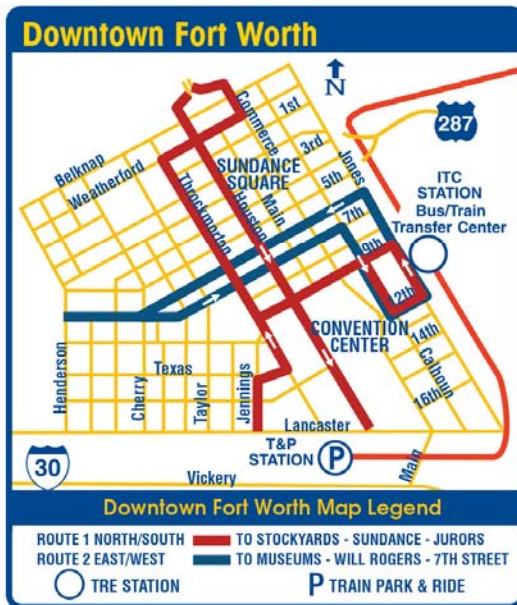 Downtown Fort Worth
N
Commerce
1st
287
3rd
Belknap
Weatherford
SUNDANCE
SQUARE
5th
Jones
ITC
STATION
Bus/Train
Transfer Center
Throckmorton
Houston
Main
7th
9th
12th
CONVENTION
CENTER
14th
Calhoun
16th
Henderson
Cherry
Texas
Taylor
Jennings
Lancaster
T&P
STATION
P
Main
30
Vickery
Downtown Fort Worth Map Legend
ROUTE 1 NORTH/SOUTH TO STOCKYARDS - SUNDANCE - JURORS
ROUTE 2 EAST/WEST TO MUSEUMS - WILL ROGERS - 7TH STREET
TRE STATION P TRAIN PARK & RIDE